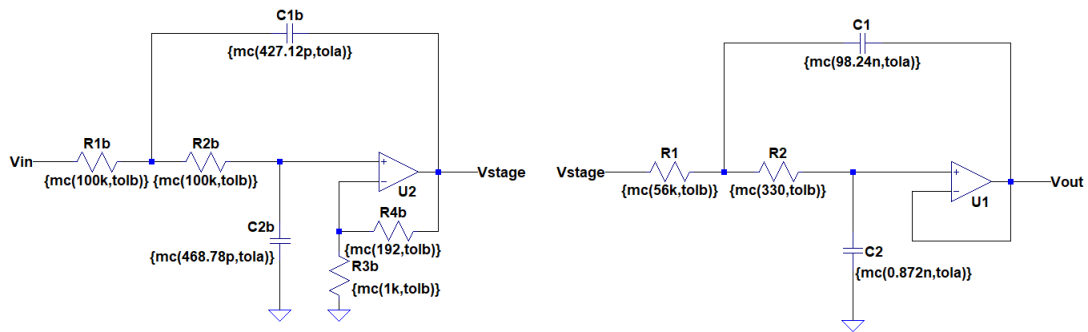 C1b
{mc(427.12p,tola)}
R1b
R2b
Vin
{mc(100k,tolb)}
{mc(100k,tolb)}
+
−
U2
Vstage
C2b
{mc(468.78p,tola)}
R4b
{mc(192,tolb)}
R3b
{mc(1k,tolb)}
C1
{mc(98.24n,tola)}
Vstage
R1
R2
{mc(56k,tolb)}
{mc(330,tolb)}
+
−
U1
Vout
C2
{mc(0.872n,tola)}